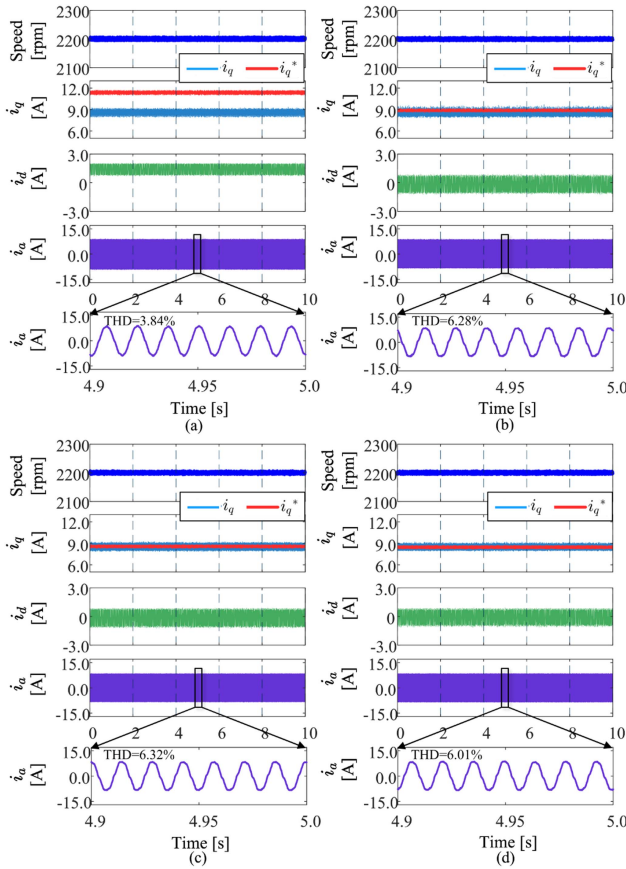 2300
2200
2100
Speed
[rpm]
i_q
i_q*
12.0
9.0
6.0
i_q
[A]
3.0
0
-3.0
i_d
[A]
15.0
0.0
-15.0
i_a
[A]
0 2 4 6 8 10
THD=3.84%
15.0
0.0
-15.0
i_a
[A]
4.9 4.95 5.0
Time [s]
(a)
2300
2200
2100
Speed
[rpm]
i_q
i_q*
12.0
9.0
6.0
i_q
[A]
3.0
0
-3.0
i_d
[A]
15.0
0.0
-15.0
i_a
[A]
0 2 4 6 8 10
THD=6.28%
15.0
0.0
-15.0
i_a
[A]
4.9 4.95 5.0
Time [s]
(b)
2300
2200
2100
Speed
[rpm]
i_q
i_q*
12.0
9.0
6.0
i_q
[A]
3.0
0
-3.0
i_d
[A]
15.0
0.0
-15.0
i_a
[A]
0 2 4 6 8 10
THD=6.32%
15.0
0.0
-15.0
i_a
[A]
4.9 4.95 5.0
Time [s]
(c)
2300
2200
2100
Speed
[rpm]
i_q
i_q*
12.0
9.0
6.0
i_q
[A]
3.0
0
-3.0
i_d
[A]
15.0
0.0
-15.0
i_a
[A]
0 2 4 6 8 10
THD=6.01%
15.0
0.0
-15.0
i_a
[A]
4.9 4.95 5.0
Time [s]
(d)